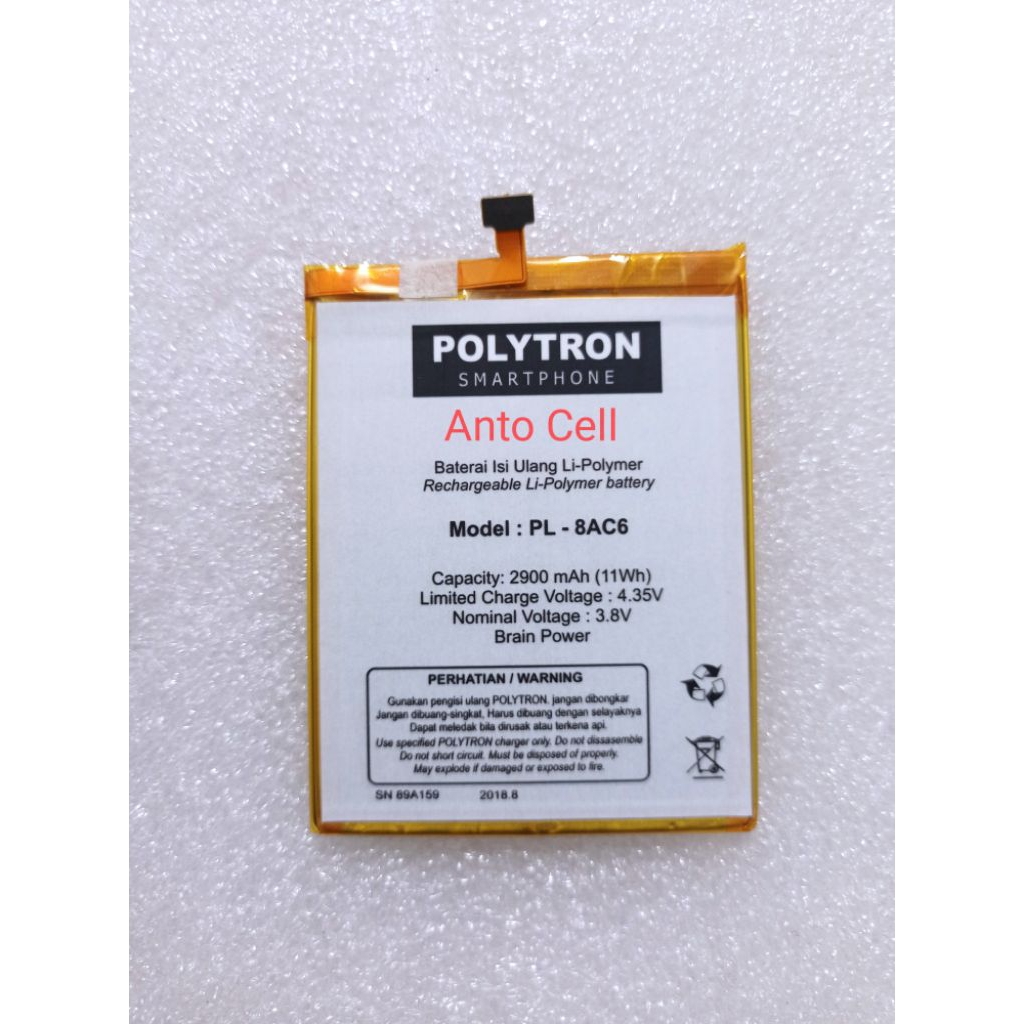 POLYTRON
SMARTPHONE
Anto Cell
Baterai Isi Ulang Li-Polymer
Rechargeable Li-Polymer battery
Model : PL - 8AC6
Capacity: 2900 mAh (11Wh)
Limited Charge Voltage : 4.35V
Nominal Voltage : 3.8V
Brain Power
PERHATIAN / WARNING
Gunakan pengisi ulang POLYTRON, jangan dibongkar
Jangan dibuang-singkat, Harus dibuang dengan selayaknya
Dapat meledak bila dirusak atau terkena api.
Use specified POLYTRON charger only. Do not dissasemble
Do not short circuit. Must be disposed of properly.
May explode if damaged or exposed to fire.
SN 89A159 2018.8